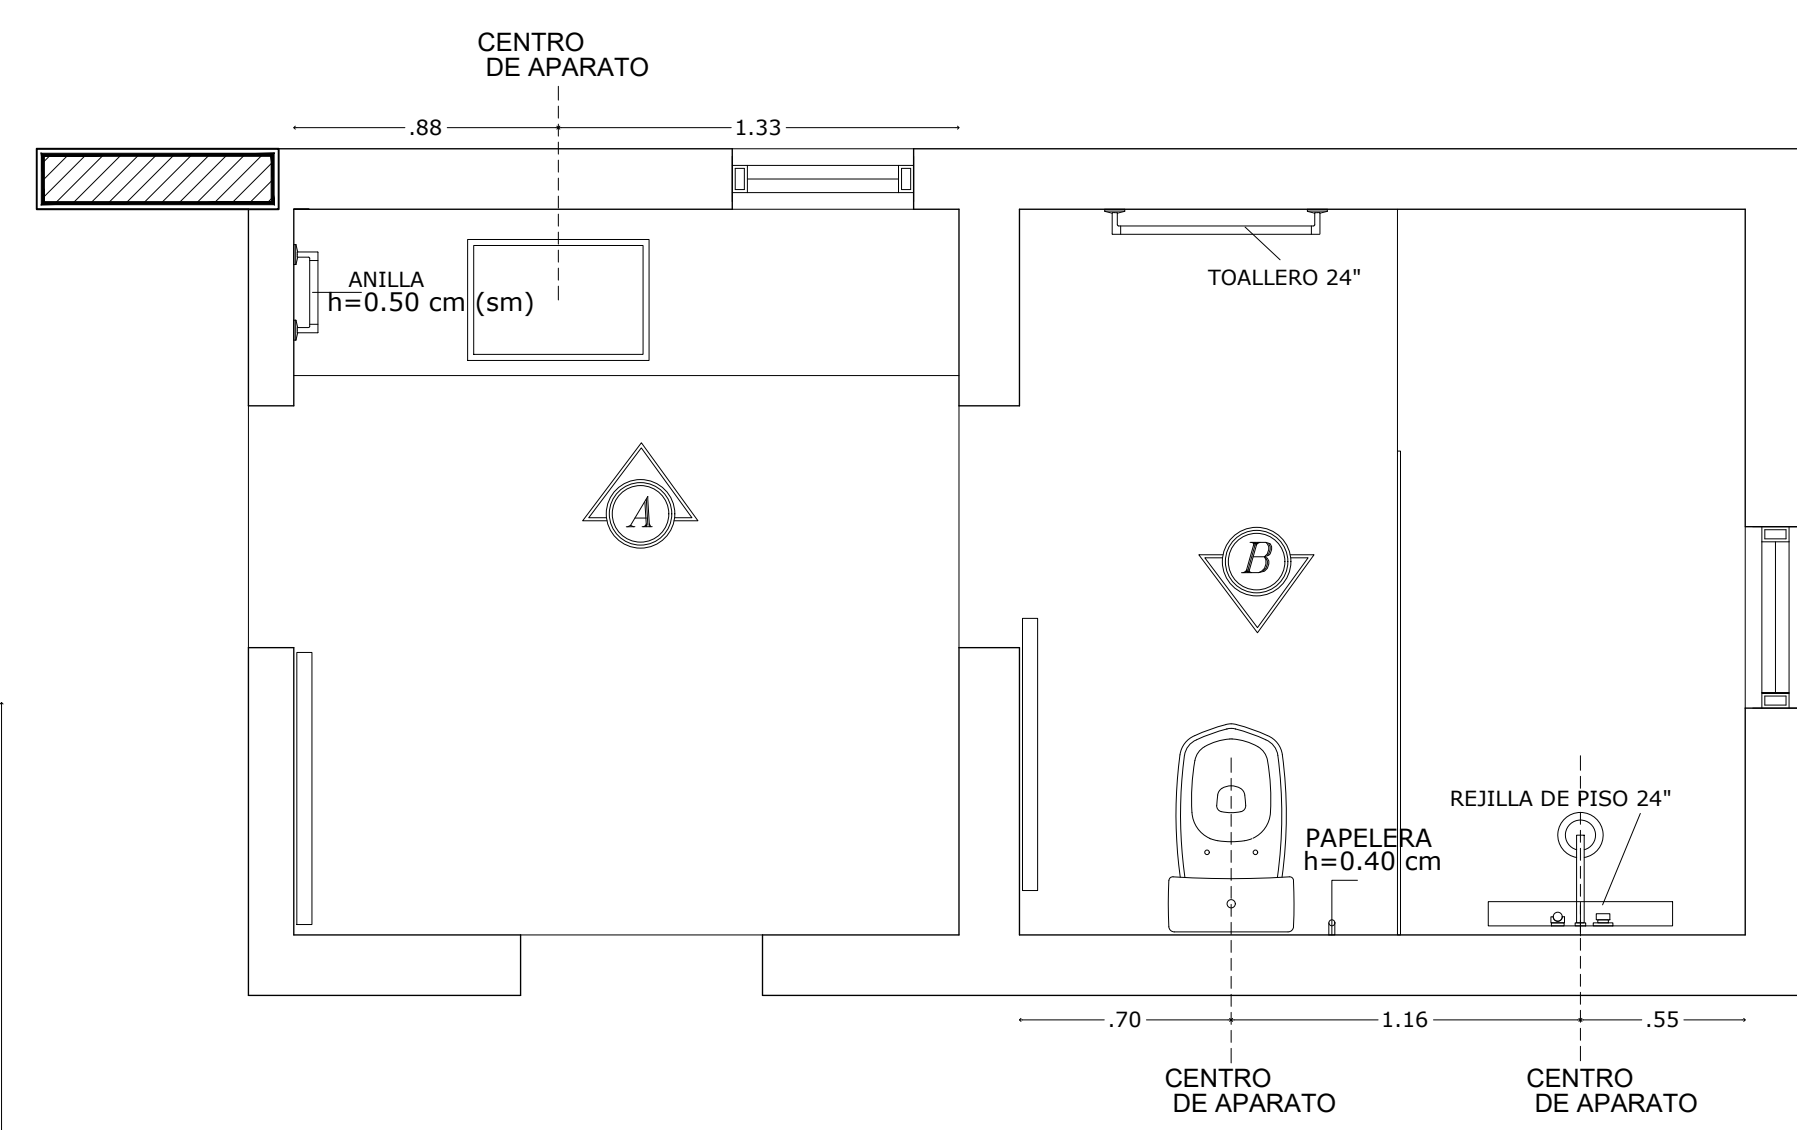 CENTRO
DE APARATO
.88
1.33
ANILLA
h=0.50 cm (sm)
TOALLERO 24"
A
B
REJILLA DE PISO 24"
PAPELERA
h=0.40 cm
.70
1.16
.55
CENTRO
DE APARATO
CENTRO
DE APARATO